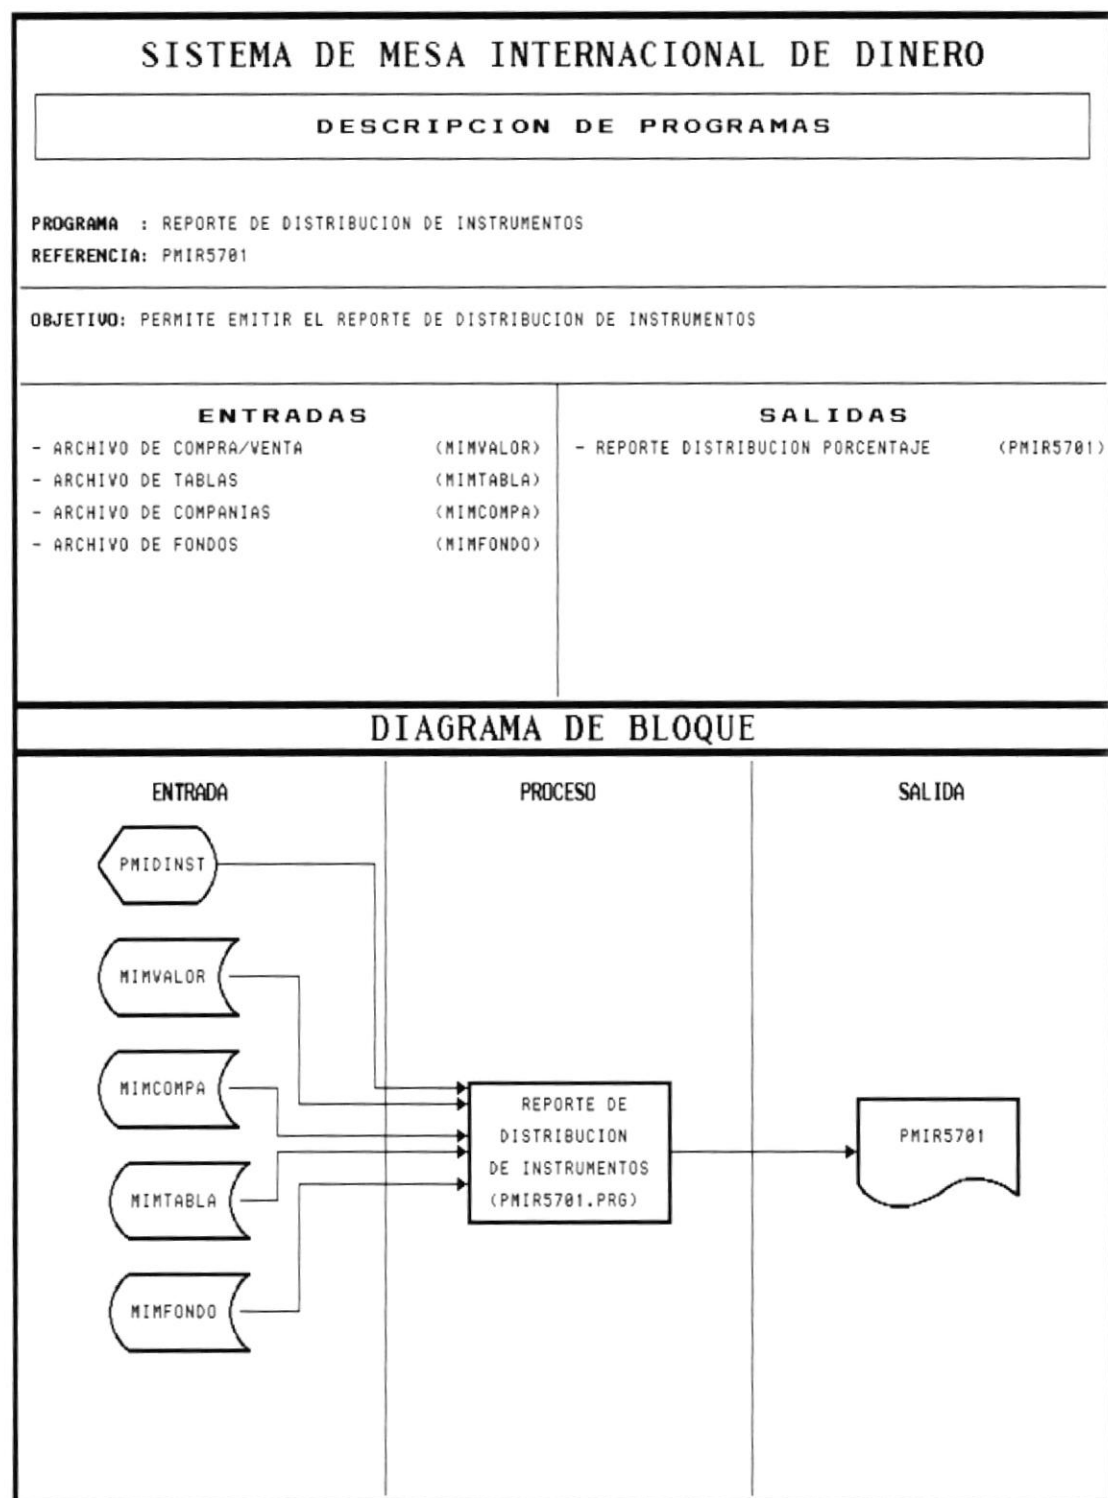 SISTEMA DE MESA INTERNACIONAL DE DINERO
DESCRIPCION DE PROGRAMAS
PROGRAMA : REPORTE DE DISTRIBUCION DE INSTRUMENTOS
REFERENCIA: PMIR5701
OBJETIVO: PERMITE EMITIR EL REPORTE DE DISTRIBUCION DE INSTRUMENTOS
ENTRADAS
- ARCHIVO DE COMPRA/VENTA (MIMVALOR)
- ARCHIVO DE TABLAS (MIMTABLA)
- ARCHIVO DE COMPANIAS (MIMCOMPA)
- ARCHIVO DE FONDOS (MIMFONDO)
SALIDAS
- REPORTE DISTRIBUCION PORCENTAJE (PMIR5701)
DIAGRAMA DE BLOQUE
ENTRADA
PMIDINST
MIMVALOR
MIMCOMPA
MIMTABLA
MIMFONDO
PROCESO
REPORTE DE
DISTRIBUCION
DE INSTRUMENTOS
(PMIR5701.PRG)
SALIDA
PMIR5701